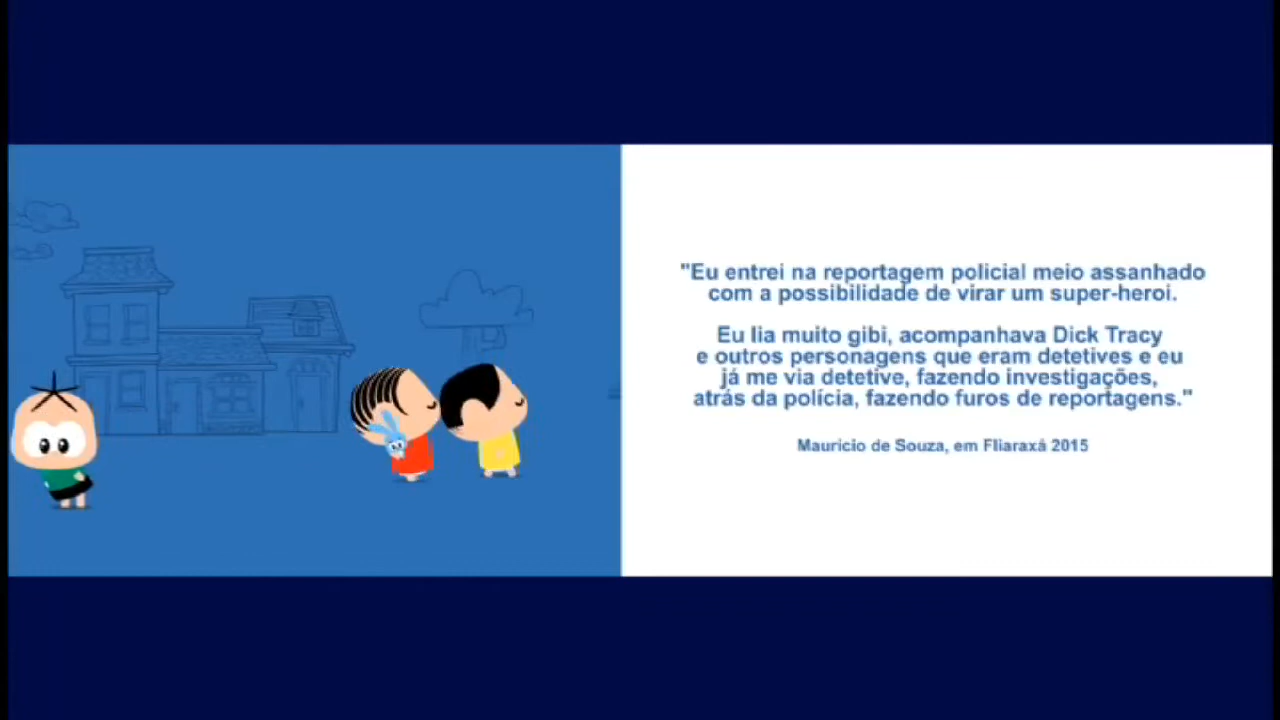 "Eu entrei na reportagem policial meio assanhado
com a possibilidade de virar um super-heroi.
Eu lia muito gibi, acompanhava Dick Tracy
e outros personagens que eram detetives e eu
já me via detetive, fazendo investigações,
atrás da polícia, fazendo furos de reportagens."
Mauricio de Souza, em Fliaraxá 2015